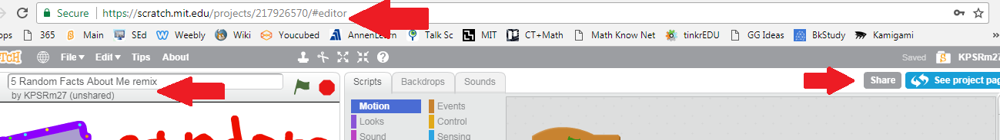 Secure https://scratch.mit.edu/projects/217926570/#editor
pps 365 Main SEd Weebly Wiki Youcubed AnnenLearn Talk Sc MIT CT+Math Math Know Net tinkrEDU GG Ideas BkStudy Kamigami »
TCH File Edit Tips About Saved KPSRm27
5 Random Facts About Me remix
by KPSRm27 (unshared)
Scripts Backdrops Sounds
Share See project pag
Motion Events
Looks Control
Sound Sensing